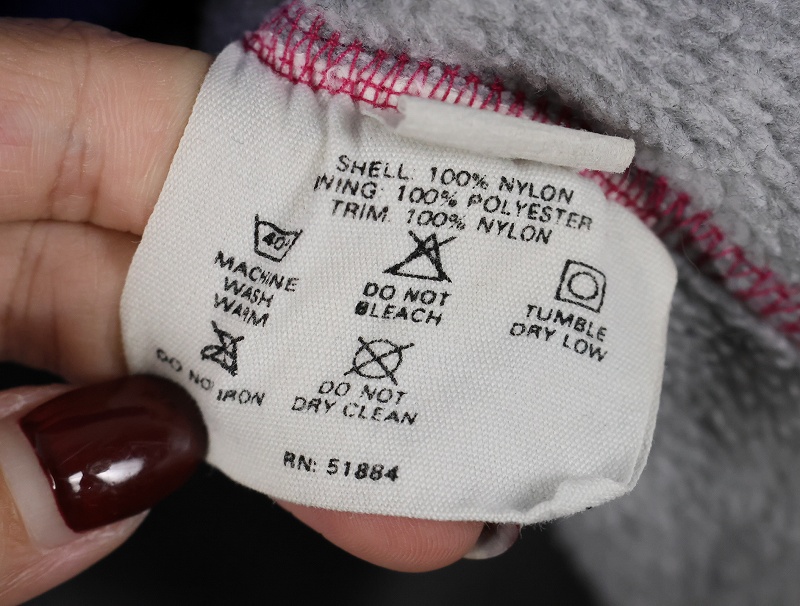 SHELL: 100% NYLON
INING: 100% POLYESTER
TRIM: 100% NYLON
40°
MACHINE
WASH
WARM
DO NOT
BLEACH
TUMBLE
DRY LOW
DO NO IRON
DO NOT
DRY CLEAN
RN: 51884